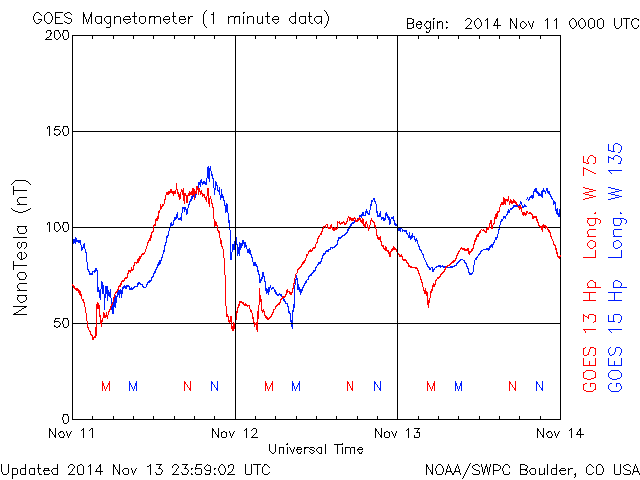 GOES Magnetometer (1 minute data)
Begin: 2014 Nov 11 0000 UTC
200
150
100
50
0
NanoTesla (nT)
M M N N M M N N M M N N
Nov 11 Nov 12 Nov 13 Nov 14
Universal Time
GOES 13 Hp Long. W 75
GOES 15 Hp Long. W 135
Updated 2014 Nov 13 23:59:02 UTC
NOAA/SWPC Boulder, CO USA